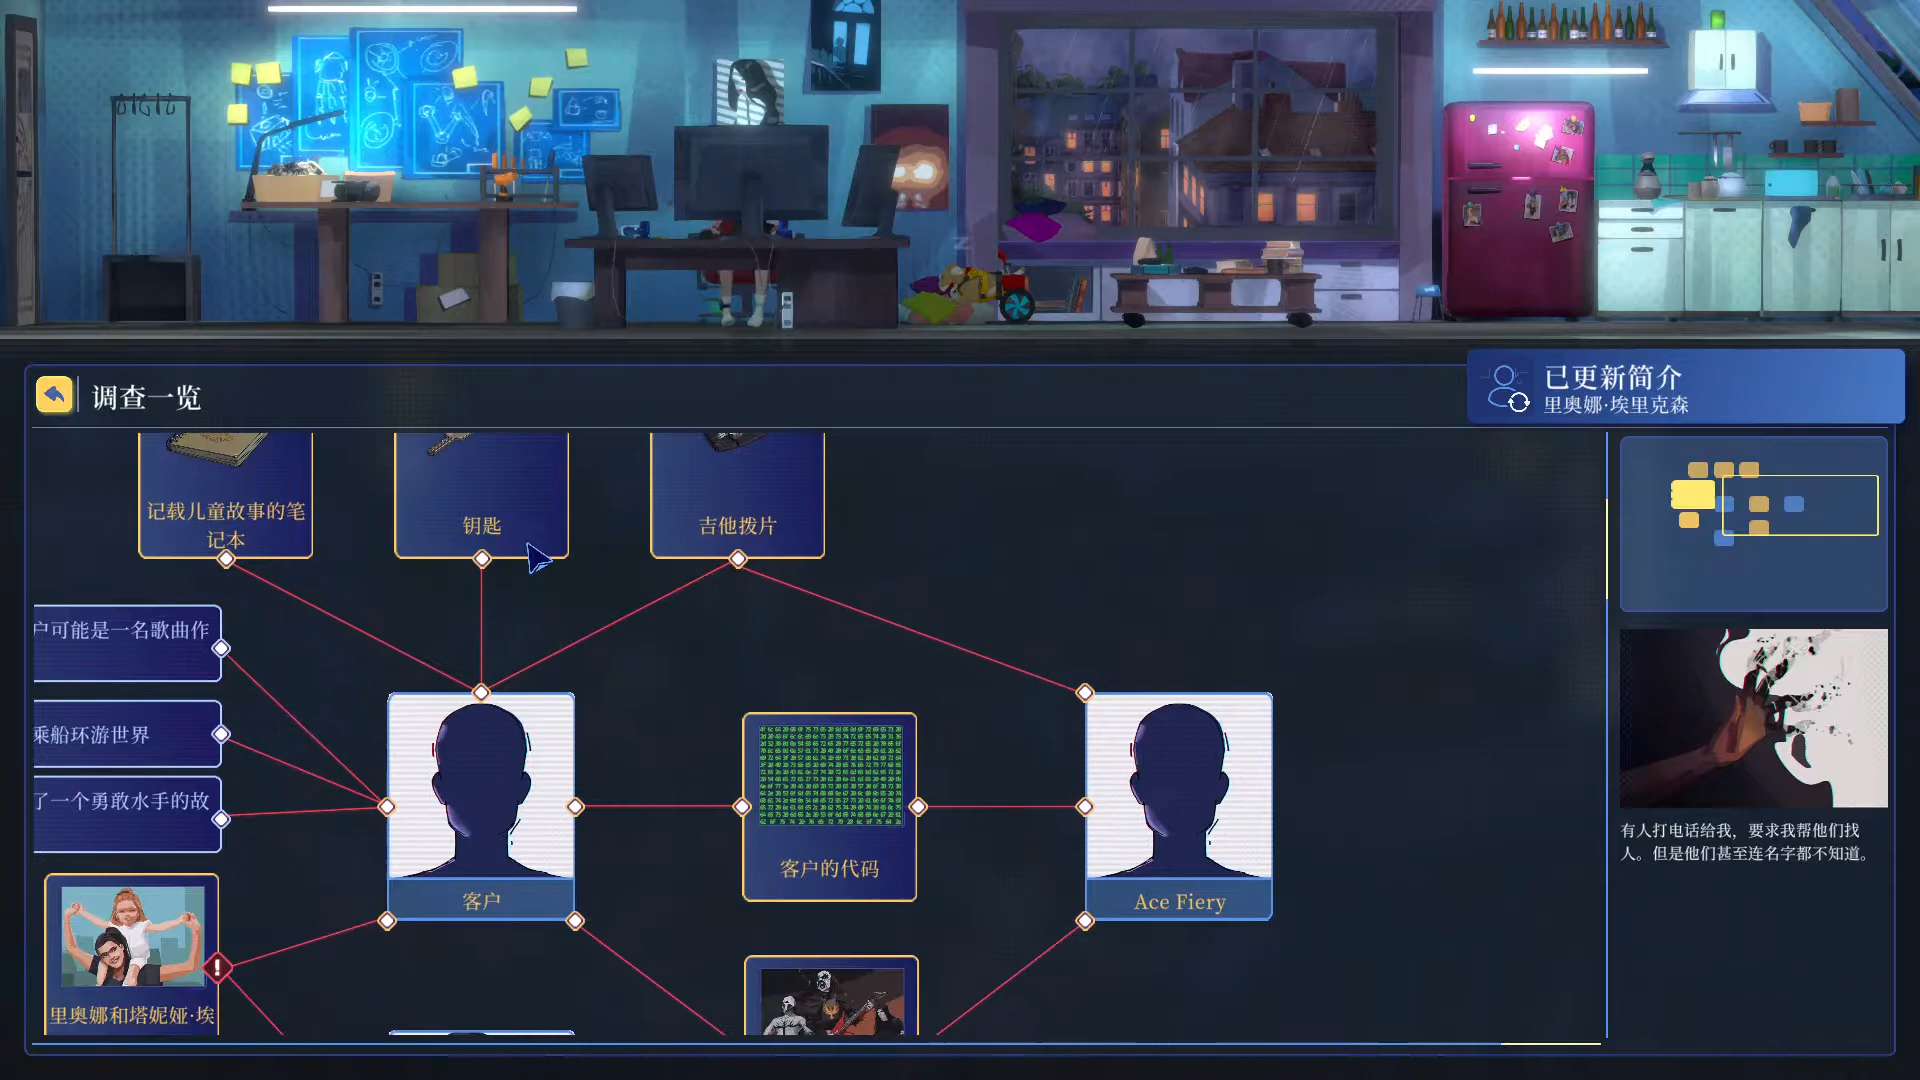 调查一览
已更新简介
里奥娜·埃里克森
记载儿童故事的笔
记本
钥匙
吉他拨片
户可能是一名歌曲作
乘船环游世界
了一个勇敢水手的故
客户
客户的代码
Ace Fiery
里奥娜和塔妮娅·埃
有人打电话给我，要求我帮他们找
人。但是他们甚至连名字都不知道。